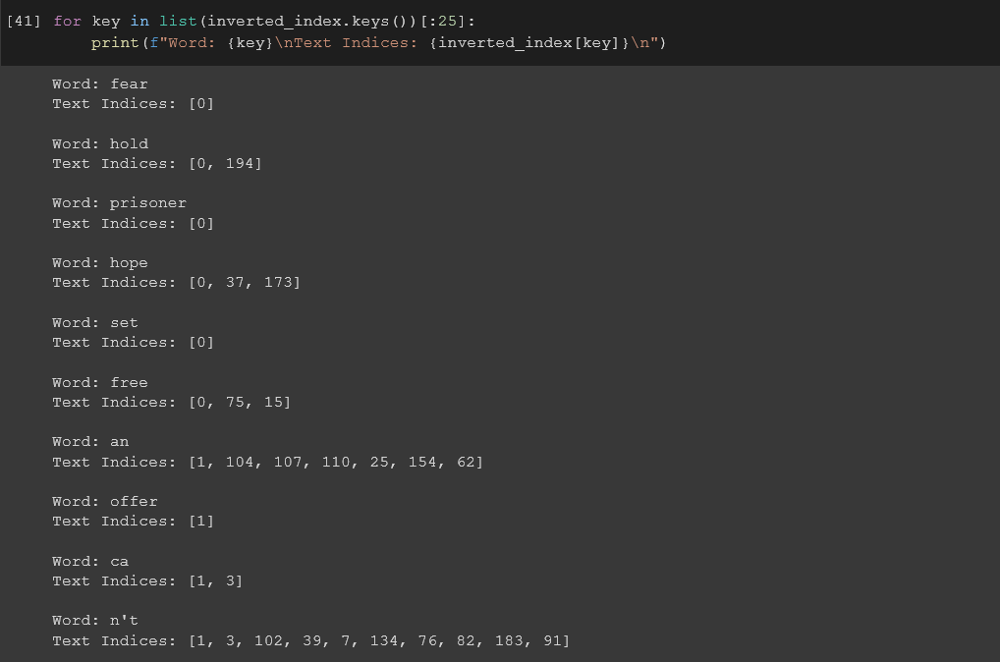 [41] for key in list(inverted_index.keys())[:25]:
print(f"Word: {key}\nText Indices: {inverted_index[key]}\n")
Word: fear
Text Indices: [0]
Word: hold
Text Indices: [0, 194]
Word: prisoner
Text Indices: [0]
Word: hope
Text Indices: [0, 37, 173]
Word: set
Text Indices: [0]
Word: free
Text Indices: [0, 75, 15]
Word: an
Text Indices: [1, 104, 107, 110, 25, 154, 62]
Word: offer
Text Indices: [1]
Word: ca
Text Indices: [1, 3]
Word: n't
Text Indices: [1, 3, 102, 39, 7, 134, 76, 82, 183, 91]